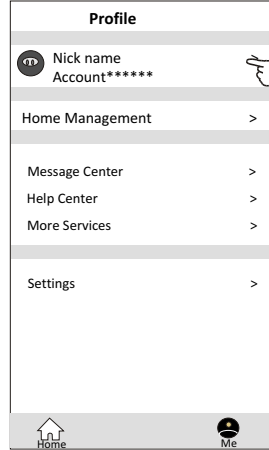 Profile
Nick name
Account******
Home Management >
Message Center >
Help Center >
More Services >
Settings >
Home
Me